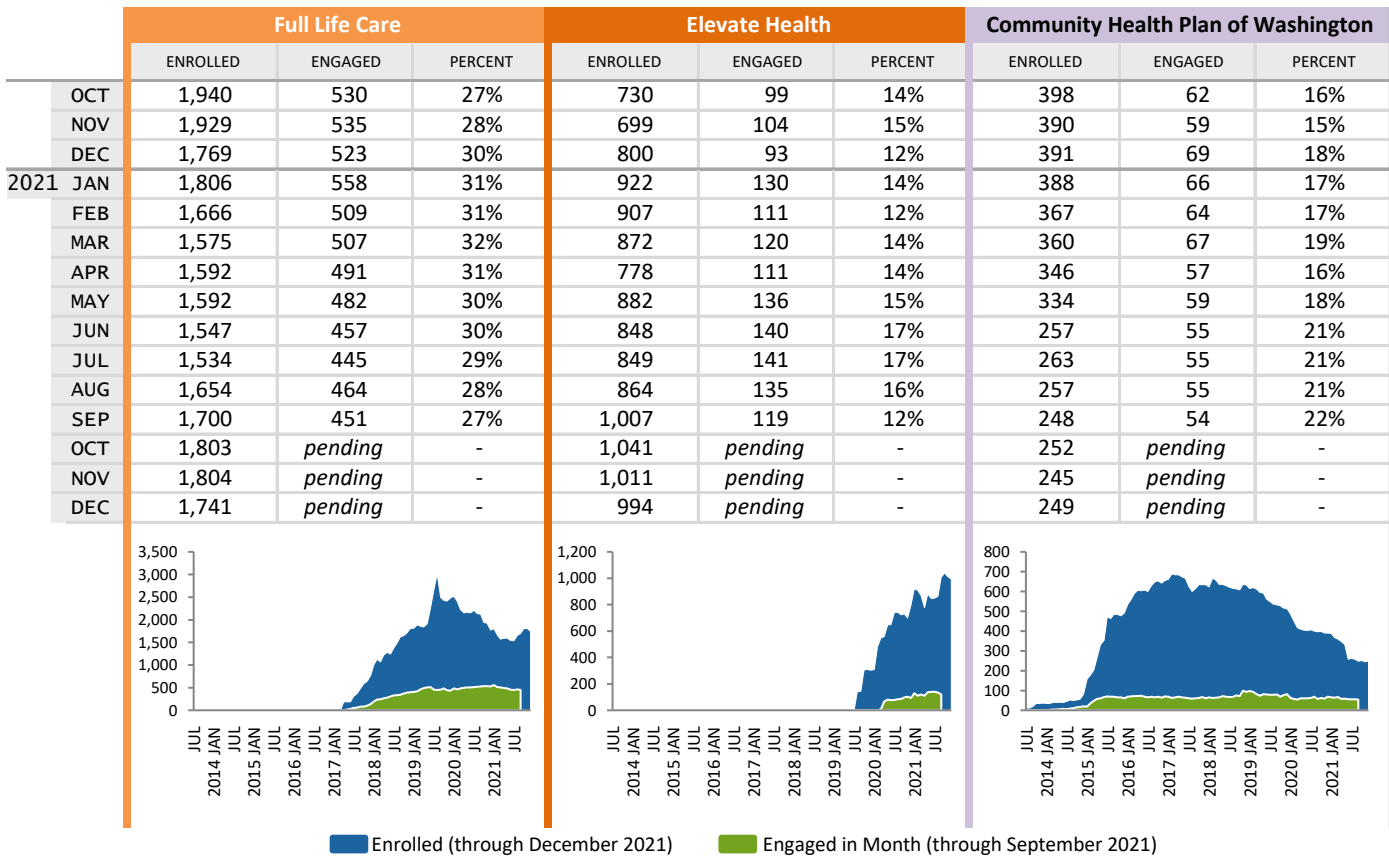 Full Life Care Elevate Health Community Health Plan of Washington
ENROLLED ENGAGED PERCENT ENROLLED ENGAGED PERCENT ENROLLED ENGAGED PERCENT
OCT 1,940 530 27% 730 99 14% 398 62 16%
NOV 1,929 535 28% 699 104 15% 390 59 15%
DEC 1,769 523 30% 800 93 12% 391 69 18%
2021 JAN 1,806 558 31% 922 130 14% 388 66 17%
FEB 1,666 509 31% 907 111 12% 367 64 17%
MAR 1,575 507 32% 872 120 14% 360 67 19%
APR 1,592 491 31% 778 111 14% 346 57 16%
MAY 1,592 482 30% 882 136 15% 334 59 18%
JUN 1,547 457 30% 848 140 17% 257 55 21%
JUL 1,534 445 29% 849 141 17% 263 55 21%
AUG 1,654 464 28% 864 135 16% 257 55 21%
SEP 1,700 451 27% 1,007 119 12% 248 54 22%
OCT 1,803 pending - 1,041 pending - 252 pending -
NOV 1,804 pending - 1,011 pending - 245 pending -
DEC 1,741 pending - 994 pending - 249 pending -
3,500
3,000
2,500
2,000
1,500
1,000
500
0
JUL
2014 JAN
JUL
2015 JAN
JUL
2016 JAN
JUL
2017 JAN
JUL
2018 JAN
JUL
2019 JAN
JUL
2020 JAN
JUL
2021 JAN
JUL
1,200
1,000
800
600
400
200
0
JUL
2014 JAN
JUL
2015 JAN
JUL
2016 JAN
JUL
2017 JAN
JUL
2018 JAN
JUL
2019 JAN
JUL
2020 JAN
JUL
2021 JAN
JUL
800
700
600
500
400
300
200
100
0
JUL
2014 JAN
JUL
2015 JAN
JUL
2016 JAN
JUL
2017 JAN
JUL
2018 JAN
JUL
2019 JAN
JUL
2020 JAN
JUL
2021 JAN
JUL
Enrolled (through December 2021) Engaged in Month (through September 2021)